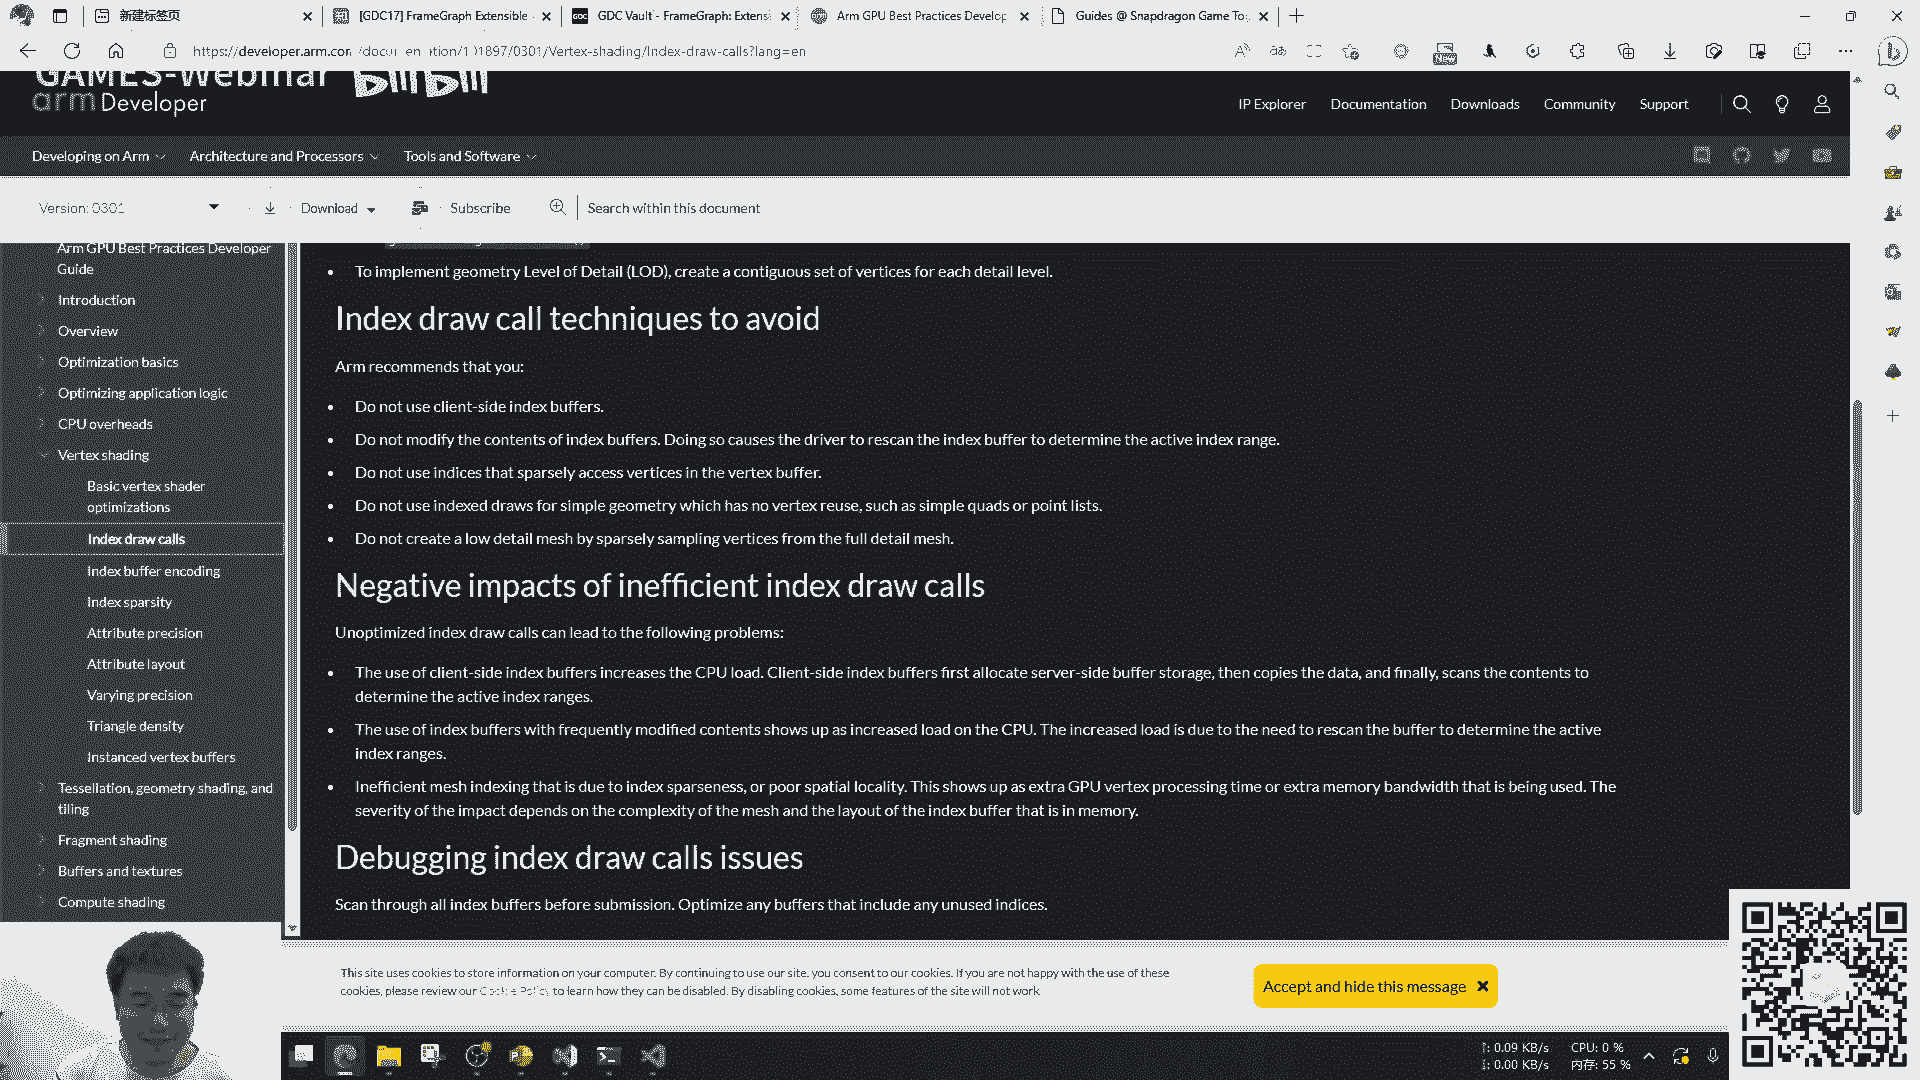 新建标签页
[GDC17] FrameGraph Extensible
GDC Vault - FrameGraph: Extens
Arm GPU Best Practices Develop
Guides @ Snapdragon Game To
GAMES-Webinar
arm Developer
IP Explorer
Documentation
Downloads
Community
Support
Developing on Arm
Architecture and Processors
Tools and Software
Version: 0301
Download
Subscribe
Search within this document
Arm GPU Best Practices Developer
Guide
Introduction
Overview
Optimization basics
Optimizing application logic
CPU overheads
Vertex shading
Basic vertex shader
optimizations
Index draw calls
Index buffer encoding
Index sparsity
Attribute precision
Attribute layout
Varying precision
Triangle density
Instanced vertex buffers
Tessellation, geometry shading, and
tiling
Fragment shading
Buffers and textures
Compute shading
• To implement geometry Level of Detail (LOD), create a contiguous set of vertices for each detail level.
Index draw call techniques to avoid
Arm recommends that you:
• Do not use client-side index buffers.
• Do not modify the contents of index buffers. Doing so causes the driver to rescan the index buffer to determine the active index range.
• Do not use indices that sparsely access vertices in the vertex buffer.
• Do not use indexed draws for simple geometry which has no vertex reuse, such as simple quads or point lists.
• Do not create a low detail mesh by sparsely sampling vertices from the full detail mesh.
Negative impacts of inefficient index draw calls
Unoptimized index draw calls can lead to the following problems:
• The use of client-side index buffers increases the CPU load. Client-side index buffers first allocate server-side buffer storage, then copies the data, and finally, scans the contents to
determine the active index ranges.
• The use of index buffers with frequently modified contents shows up as increased load on the CPU. The increased load is due to the need to rescan the buffer to determine the active
index ranges.
• Inefficient mesh indexing that is due to index sparseness, or poor spatial locality. This shows up as extra GPU vertex processing time or extra memory bandwidth that is being used. The
severity of the impact depends on the complexity of the mesh and the layout of the index buffer that is in memory.
Debugging index draw calls issues
Scan through all index buffers before submission. Optimize any buffers that include any unused indices.
This site uses cookies to store information on your computer. By continuing to use our site, you consent to our cookies. If you are not happy with the use of these
cookies, please review our Cookie Policy to learn how they can be disabled. By disabling cookies, some features of the site will not work.
Accept and hide this message
: 0.09 KB/s
: 0.00 KB/s
CPU: 0 %
内存: 55 %